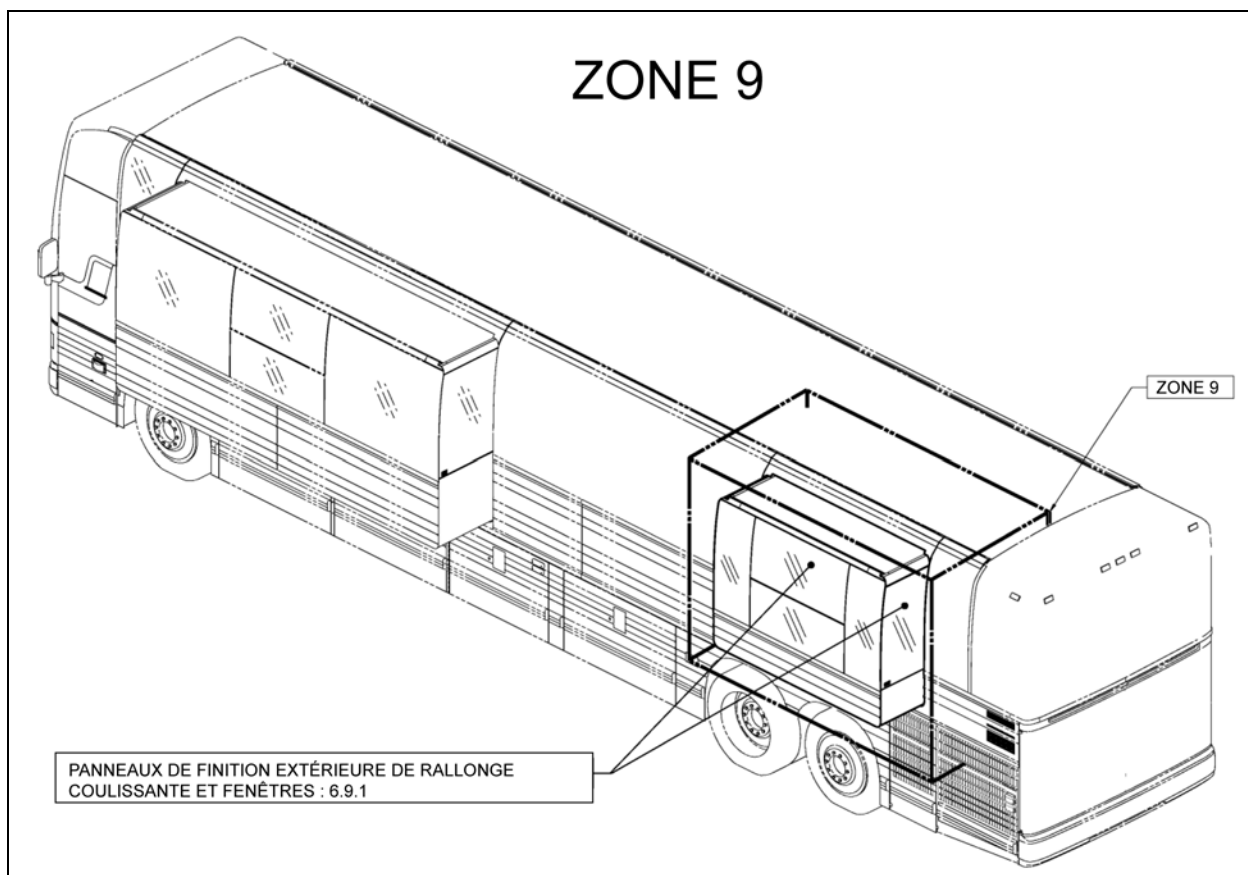 ZONE 9
ZONE 9
PANNEAUX DE FINITION EXTÉRIEURE DE RALLONGE
COULISSANTE ET FENÊTRES : 6.9.1